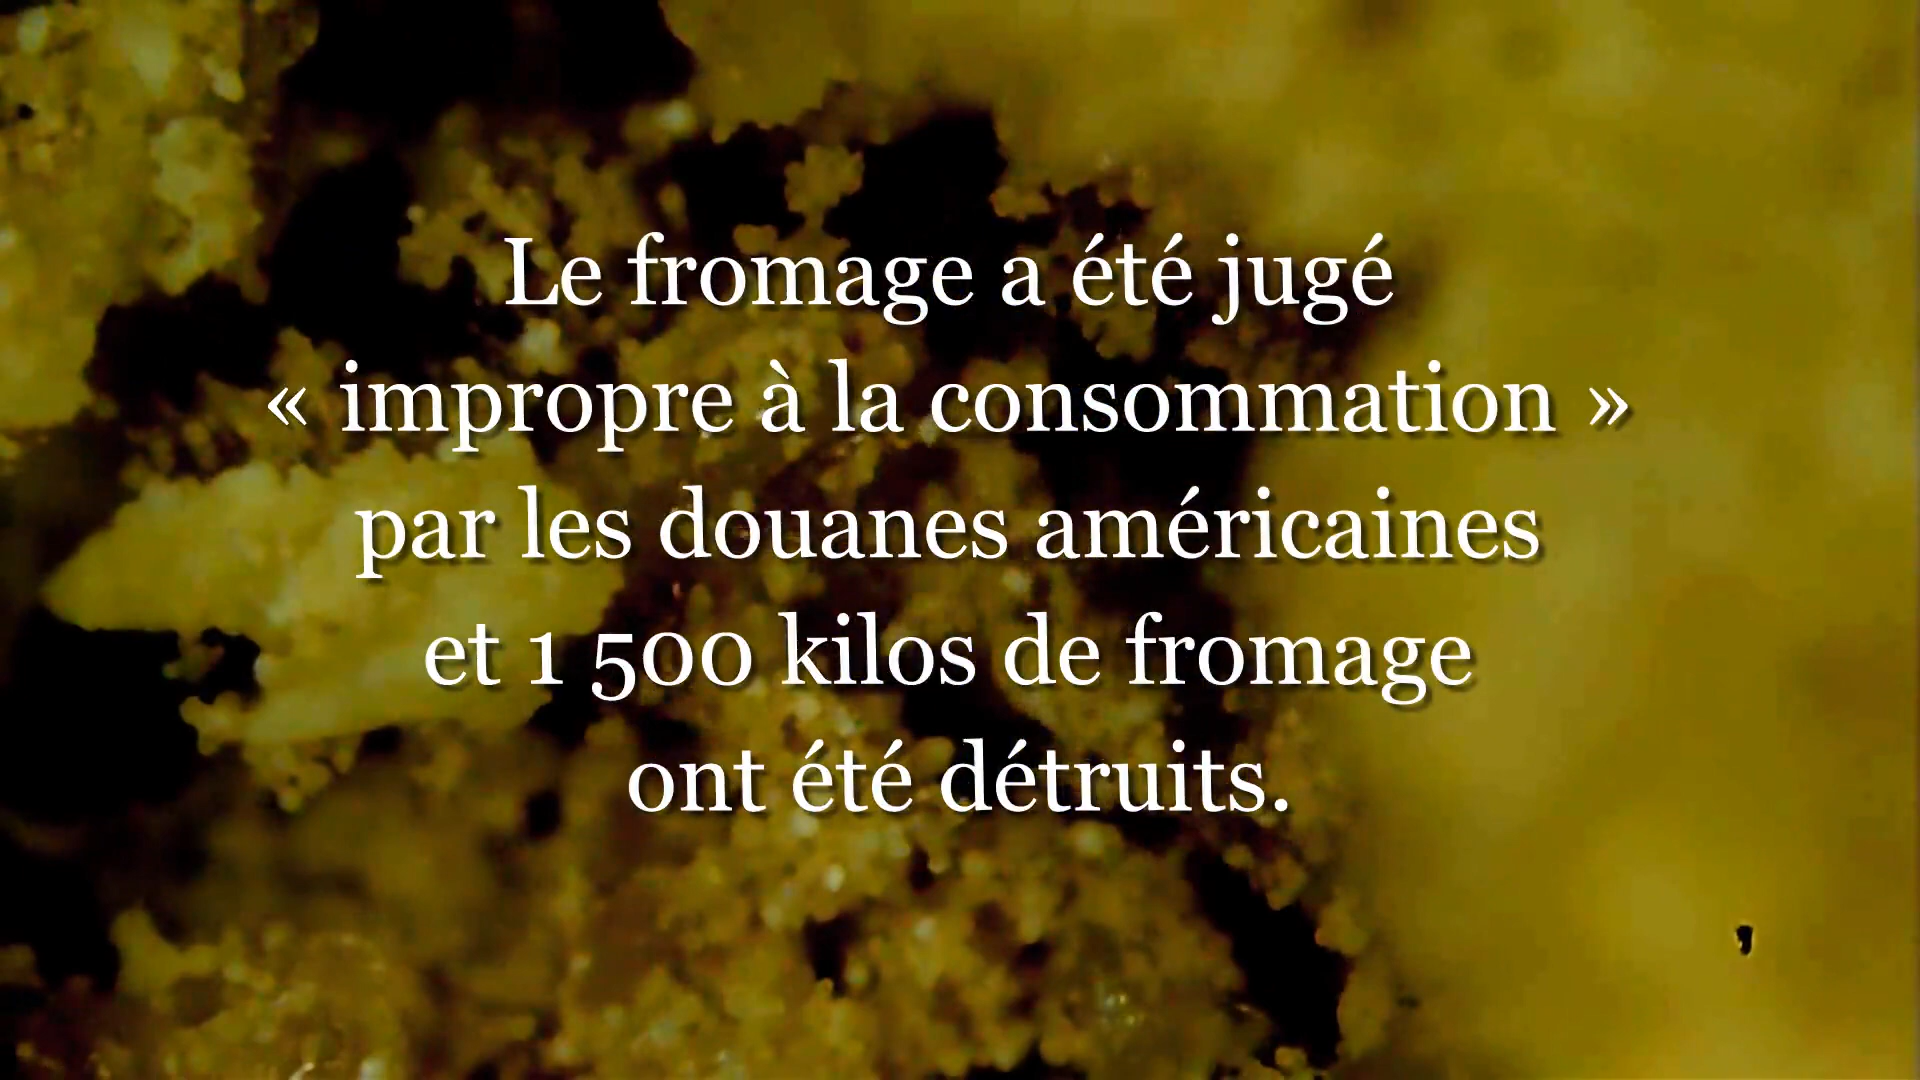 Le fromage a été jugé
« impropre à la consommation »
par les douanes américaines
et 1 500 kilos de fromage
ont été détruits.